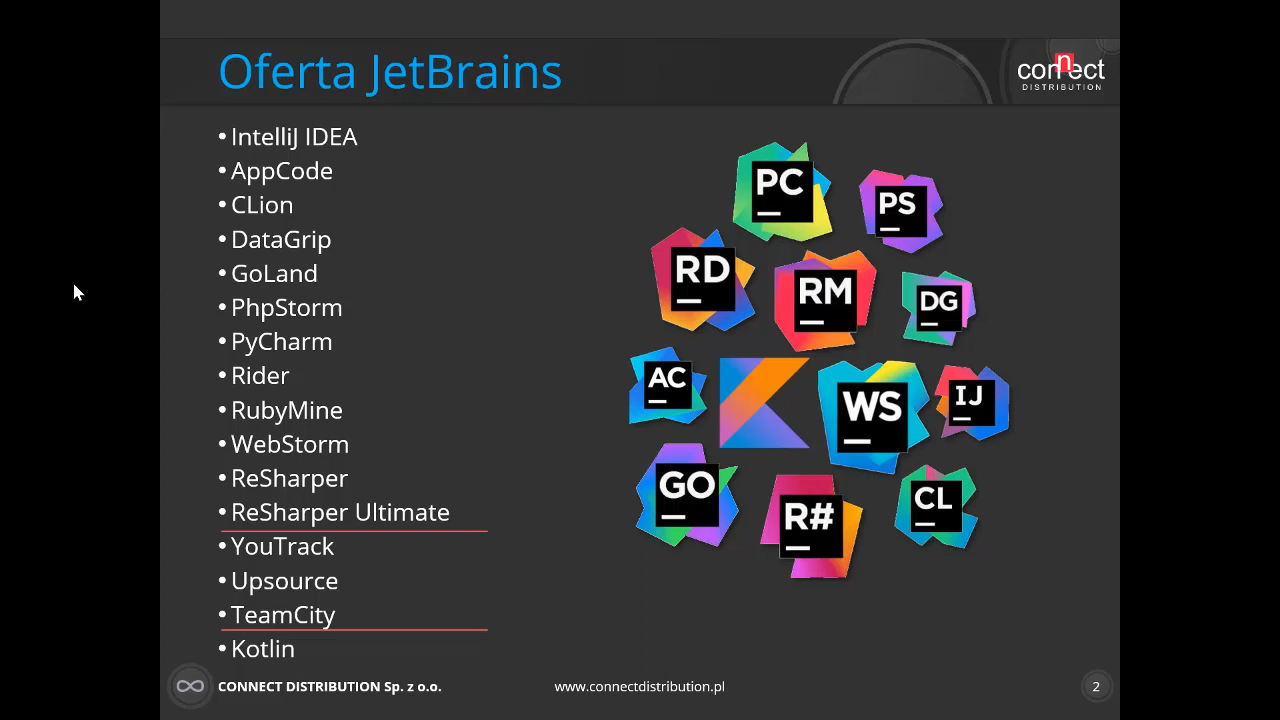 Oferta JetBrains
connect
DISTRIBUTION
• IntelliJ IDEA
• AppCode
• CLion
• DataGrip
• GoLand
• PhpStorm
• PyCharm
• Rider
• RubyMine
• WebStorm
• ReSharper
• ReSharper Ultimate
• YouTrack
• Upsource
• TeamCity
• Kotlin
PC
PS
RD
RM
DG
AC
WS
IJ
GO
R#
CL
CONNECT DISTRIBUTION Sp. z o.o.
www.connectdistribution.pl
2